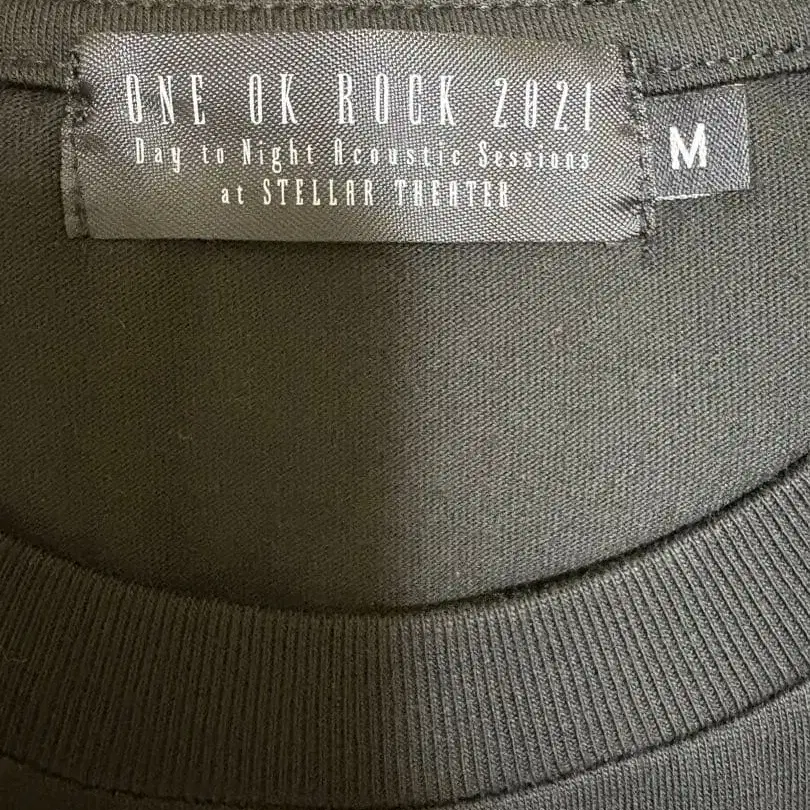 ONE OK ROCK 2021
Day to Night Acoustic Sessions
at STELLAR THEATER
M